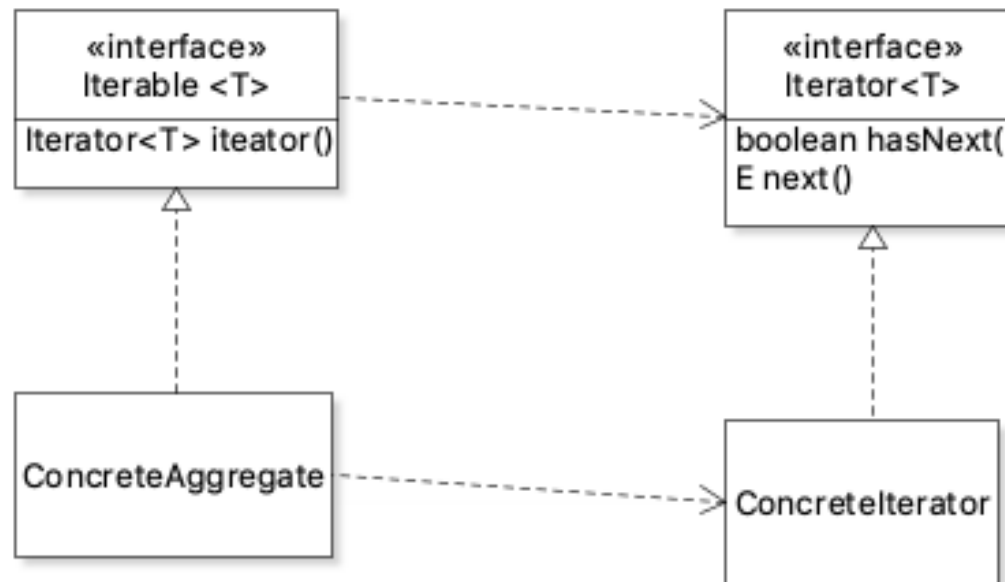 «interface»
Iterable <T>
Iterator<T> iteator()
«interface»
Iterator<T>
boolean hasNext(
E next()
ConcreteAggregate
ConcreteIterator